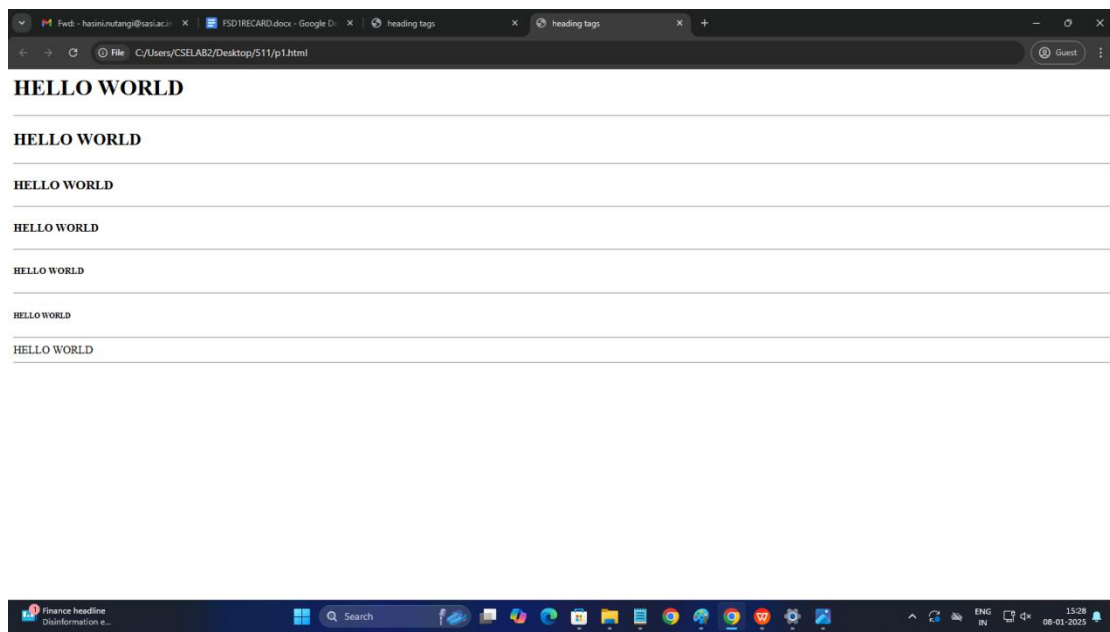 Fwd: - hasini.nutangi@sasi.ac.in
FSD1RECARD.docx - Google Do
heading tags
heading tags
File C:/Users/CSELAB2/Desktop/511/p1.html
Guest
HELLO WORLD
HELLO WORLD
HELLO WORLD
HELLO WORLD
HELLO WORLD
HELLO WORLD
HELLO WORLD
1
Finance headline
Disinformation e...
Search
ENG
IN
15:28
08-01-2025